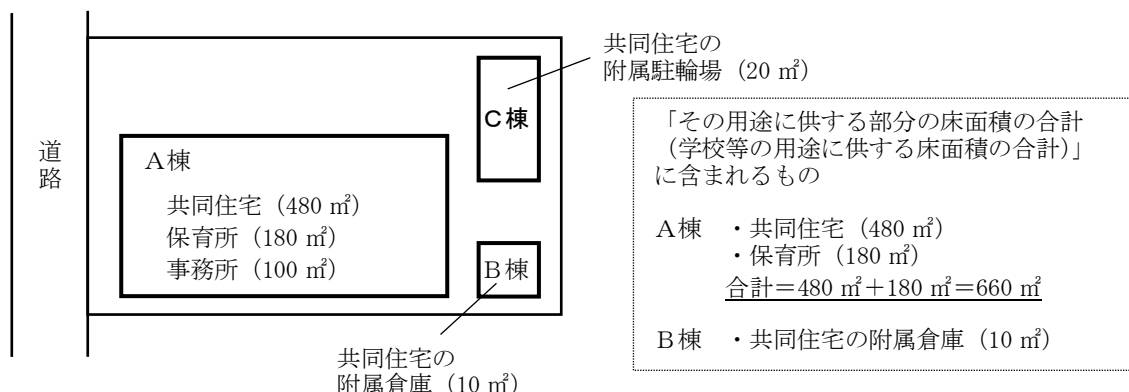 共同住宅の
附属駐輪場（20 ㎡）
C棟
道路
A棟
共同住宅（480 ㎡）
保育所（180 ㎡）
事務所（100 ㎡）
B棟
共同住宅の
附属倉庫（10 ㎡）
「その用途に供する部分の床面積の合計
（学校等の用途に供する床面積の合計）」
に含まれるもの
A棟　・共同住宅（480 ㎡）
・保育所（180 ㎡）
合計＝480 ㎡＋180 ㎡＝660 ㎡
B棟　・共同住宅の附属倉庫（10 ㎡）